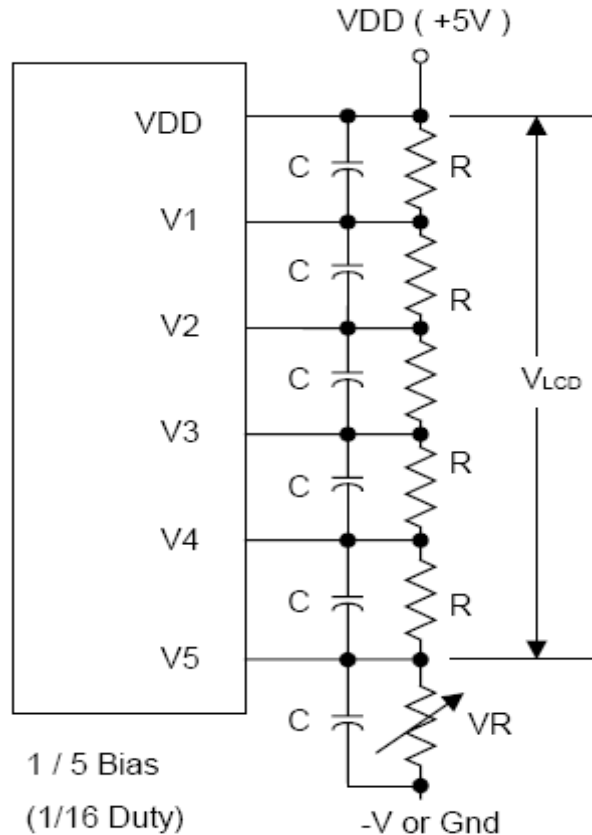 VDD ( +5V )
VDD
C
R
V1
C
R
V2
C
VLCD
V3
C
R
V4
C
R
V5
C
VR
1 / 5 Bias
(1/16 Duty)
-V or Gnd